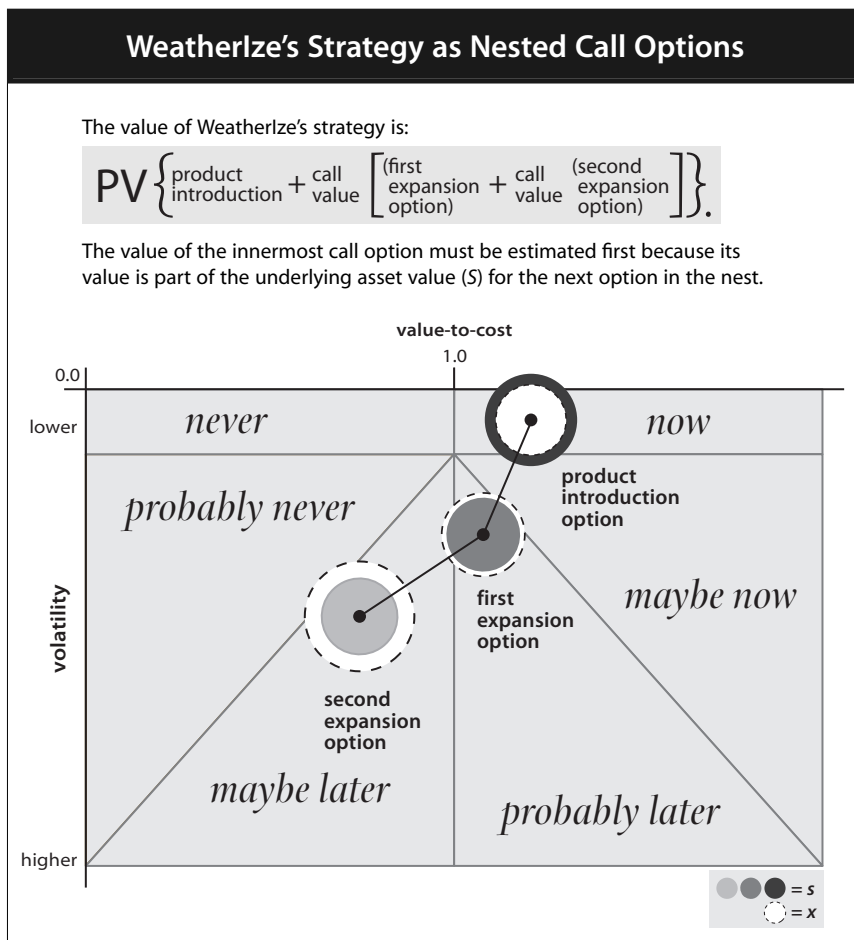 WeatherIze's Strategy as Nested Call Options
The value of WeatherIze's strategy is:
PV { product introduction + call value [ (first expansion option) + call value (second expansion option) ] } .
The value of the innermost call option must be estimated first because its
value is part of the underlying asset value (S) for the next option in the nest.
value-to-cost
0.0
1.0
lower
never
now
probably never
product
introduction
option
volatility
maybe now
first
expansion
option
second
expansion
option
maybe later
probably later
higher
= s
= x